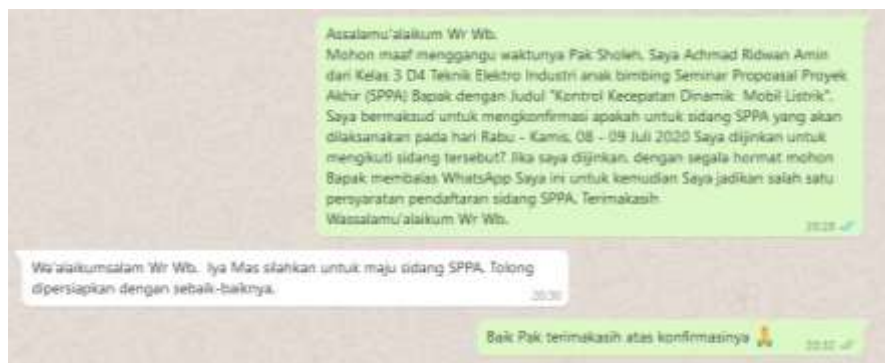 Assalamu'alaikum Wr Wb.
Mohon maaf menggangu waktunya Pak Sholeh, Saya Achmad Ridwan Amin
dari Kelas 3 D4 Teknik Elektro Industri anak bimbing Seminar Propoasal Proyek
Akhir (SPPA) Bapak dengan Judul "Kontrol Kecepatan Dinamik Mobil Listrik".
Saya bermaksud untuk mengkonfirmasi apakah untuk sidang SPPA yang akan
dilaksanakan pada hari Rabu - Kamis, 08 - 09 Juli 2020 Saya diijinkan untuk
mengikuti sidang tersebut? Jika saya diijinkan, dengan segala hormat mohon
Bapak membalas WhatsApp Saya ini untuk kemudian Saya jadikan salah satu
persyaratan pendaftaran sidang SPPA, Terimakasih
Wassalamu'alaikum Wr Wb.
Wa'alaikumsalam Wr Wb. Iya Mas silahkan untuk maju sidang SPPA. Tolong
dipersiapkan dengan sebaik-baiknya.
20:30
Baik Pak terimakasih atas konfirmasinya 🙏